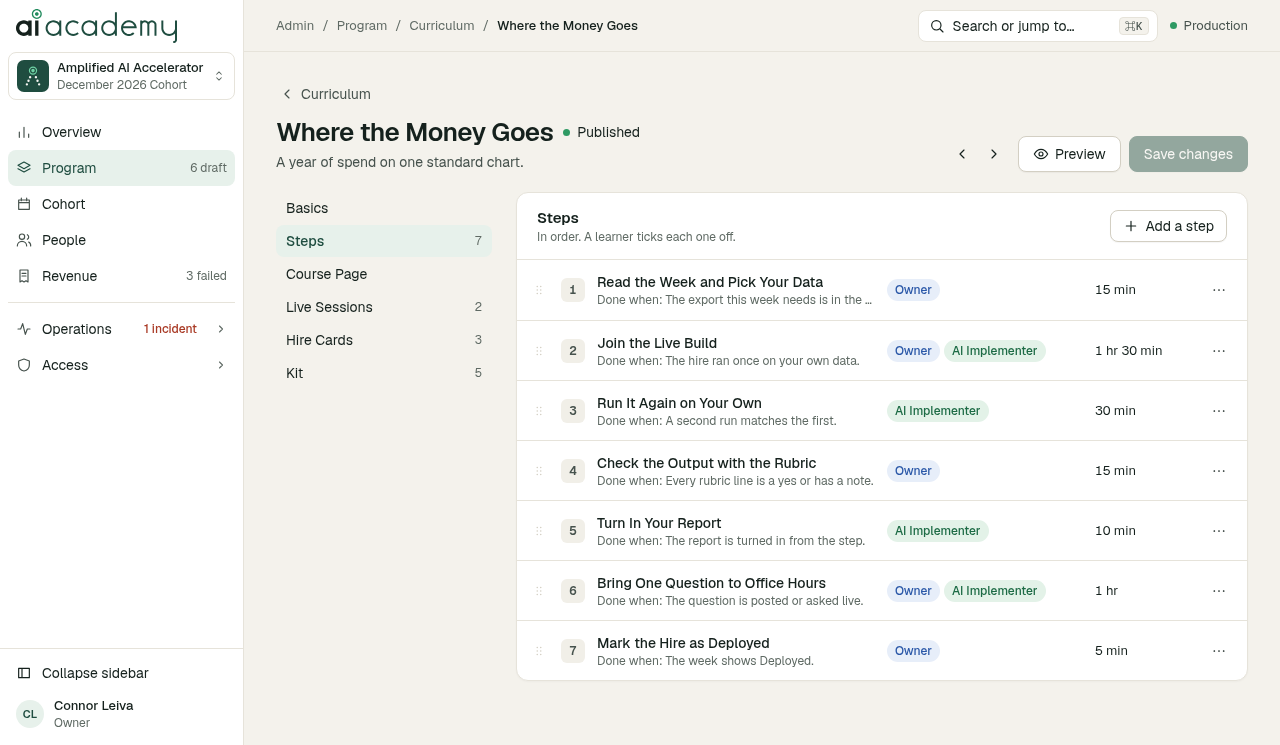 ai academy
Amplified AI Accelerator
December 2026 Cohort
Overview
Program 6 draft
Cohort
People
Revenue 3 failed
Operations 1 incident
Access
Collapse sidebar
CL
Connor Leiva
Owner
Admin / Program / Curriculum / Where the Money Goes
Search or jump to… ⌘K
Production
Curriculum
Where the Money Goes
Published
A year of spend on one standard chart.
Preview
Save changes
Basics
Steps 7
Course Page
Live Sessions 2
Hire Cards 3
Kit 5
Steps
In order. A learner ticks each one off.
Add a step
1 Read the Week and Pick Your Data Owner 15 min
Done when: The export this week needs is in the …
2 Join the Live Build Owner AI Implementer 1 hr 30 min
Done when: The hire ran once on your own data.
3 Run It Again on Your Own AI Implementer 30 min
Done when: A second run matches the first.
4 Check the Output with the Rubric Owner 15 min
Done when: Every rubric line is a yes or has a note.
5 Turn In Your Report AI Implementer 10 min
Done when: The report is turned in from the step.
6 Bring One Question to Office Hours Owner AI Implementer 1 hr
Done when: The question is posted or asked live.
7 Mark the Hire as Deployed Owner 5 min
Done when: The week shows Deployed.